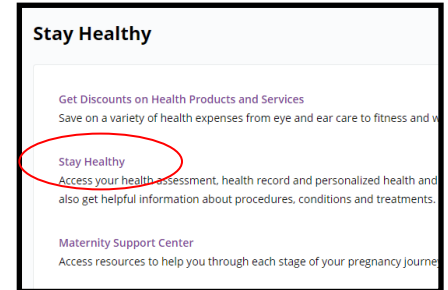 Stay Healthy
Get Discounts on Health Products and Services
Save on a variety of health expenses from eye and ear care to fitness and
Stay Healthy
Access your health assessment, health record and personalized health and
also get helpful information about procedures, conditions and treatments.
Maternity Support Center
Access resources to help you through each stage of your pregnancy